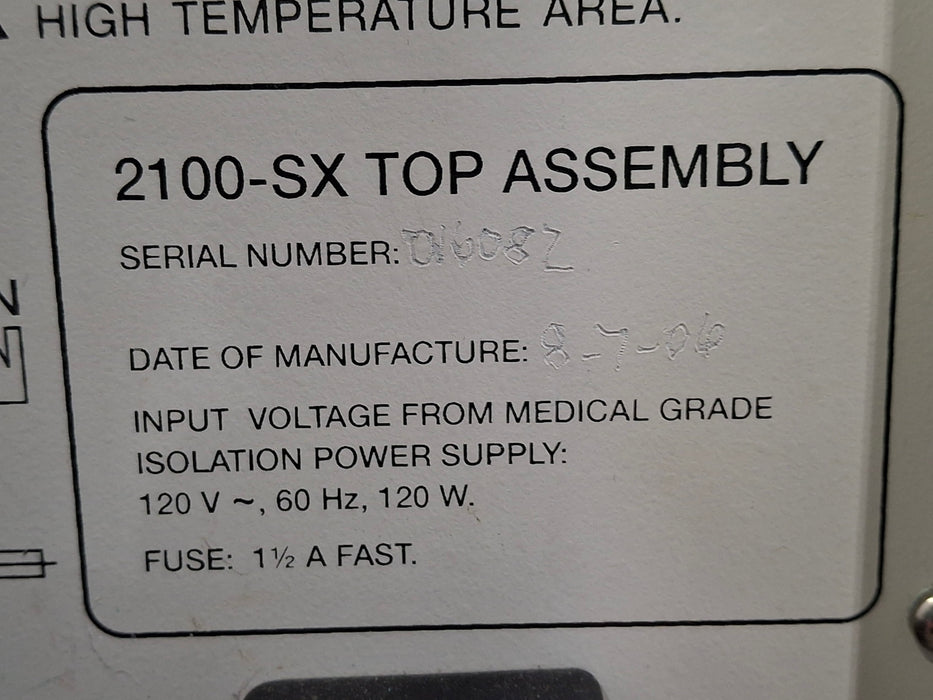 HIGH TEMPERATURE AREA.
2100-SX TOP ASSEMBLY
SERIAL NUMBER: 016082
DATE OF MANUFACTURE: 8-7-06
INPUT VOLTAGE FROM MEDICAL GRADE
ISOLATION POWER SUPPLY:
120 V ~, 60 Hz, 120 W.
FUSE: 1½ A FAST.